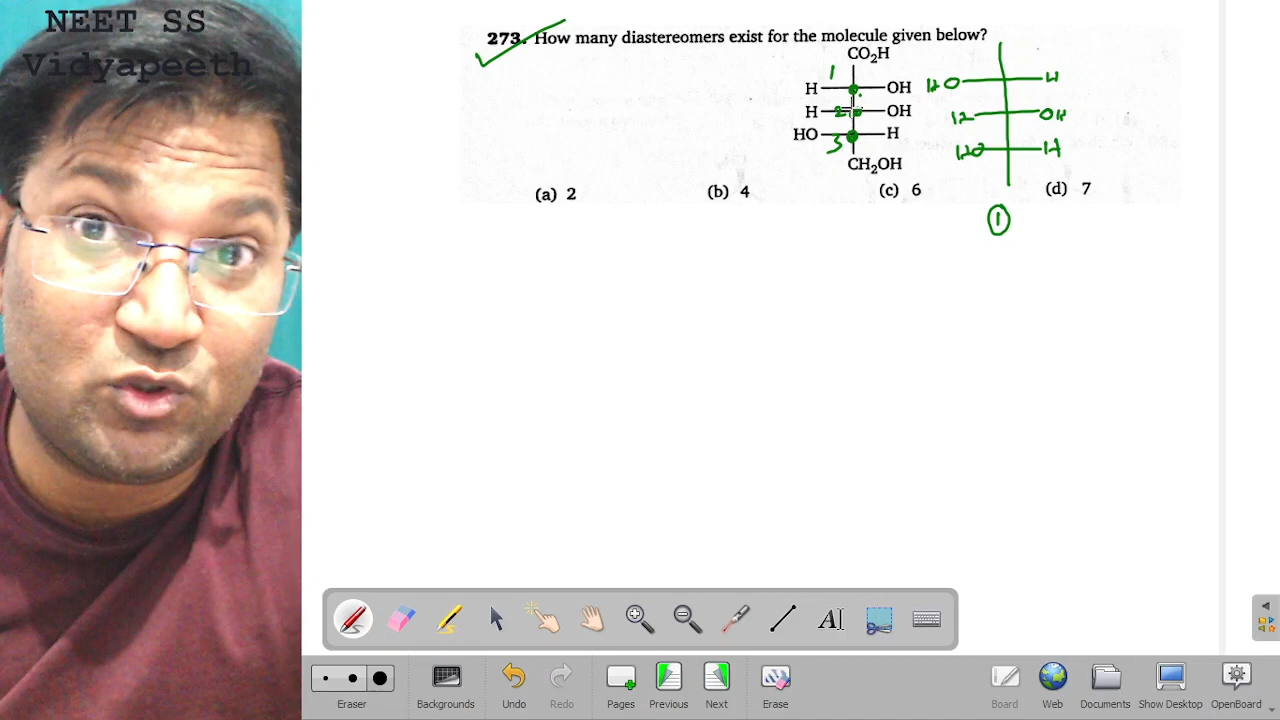 NEET SS
Vidyapeeth
273. How many diastereomers exist for the molecule given below?
CO₂H
1
H OH
H 2 OH
HO H
3
CH₂OH
HO H
H OH
HO H
1
(a) 2 (b) 4 (c) 6 (d) 7
Eraser Backgrounds Undo Redo Pages Previous Next Erase Board Web Documents Show Desktop OpenBoard